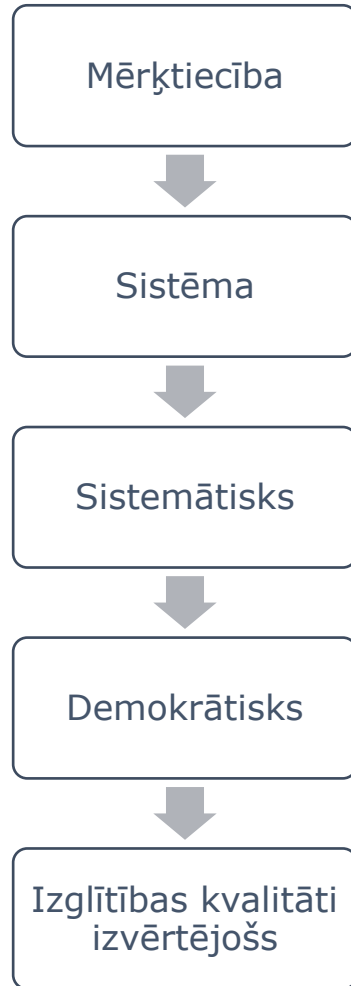 Mērķtiecība
Sistēma
Sistemātisks
Demokrātisks
Izglītības kvalitāti
izvērtējošs